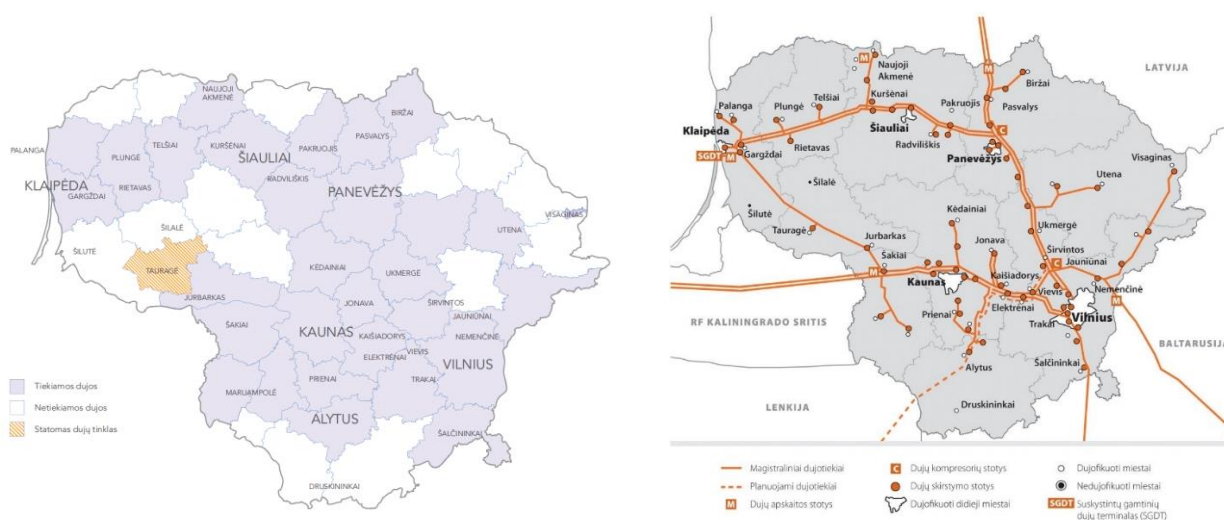 NAUJOJI
AKMENĖ
BIRŽAI
PALANGA
PLUNGĖ
TELŠIAI
KURŠĖNAI
ŠIAULIAI
PAKRUOJIS
PASVALYS
KLAIPĖDA
GARGŽDAI
RIETAVAS
RADVILIŠKIS
PANEVĖŽYS
ŠILUTĖ
ŠILALĖ
UTENA
VISAGINAS
TAURAGĖ
KĖDAINIAI
UKMERGĖ
JURBARKAS
JONAVA
ŠIRVINTOS
ŠAKIAI
KAUNAS
KAIŠIADORYS
JAUNIŪNAI
NEMENČINĖ
ELEKTRĖNAI
VIEVIS
VILNIUS
MARIJAMPOLĖ
PRIENAI
TRAKAI
ALYTUS
ŠALČININKAI
DRUSKININKAI
Tiekiamos dujos
Netiekiamos dujos
Statomas dujų tinklas
LATVIJA
M
Naujoji
Akmenė
M
Biržai
Palanga
Plungė
Telšiai
Kuršėnai
Pakruojis
Pasvalys
Klaipėda
Šiauliai
C
SGDT
M
Gargždai
Rietavas
Radviliškis
Panevėžys
Visaginas
Šilalė
Utena
Šilutė
Kėdainiai
Tauragė
Ukmergė
Jurbarkas
Jonava
Širvintos
Šakiai
C
Jauniūnai
M
Kaunas
Kaišiadorys
Vievis
Nemenčinė
M
RF KALININGRADO SRITIS
Prienai
Elektrėnai
Vilnius
Trakai
BALTARUSIJA
Alytus
Šalčininkai
LENKIJA
Druskininkai
Magistraliniai dujotiekiai
Planuojami dujotiekiai
M Dujų apskaitos stotys
C Dujų kompresorių stotys
Dujų skirstymo stotys
Dujofikuoti didieji miestai
Dujofikuoti miestai
Nedujofikuoti miestai
SGDT Suskystintų gamtinių
dujų terminalas (SGDT)